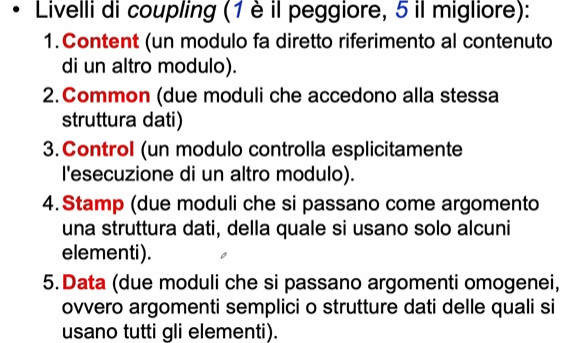 • Livelli di coupling (1 è il peggiore, 5 il migliore):
1. Content (un modulo fa diretto riferimento al contenuto
di un altro modulo).
2. Common (due moduli che accedono alla stessa
struttura dati)
3. Control (un modulo controlla esplicitamente
l'esecuzione di un altro modulo).
4. Stamp (due moduli che si passano come argomento
una struttura dati, della quale si usano solo alcuni
elementi).
5. Data (due moduli che si passano argomenti omogenei,
ovvero argomenti semplici o strutture dati delle quali si
usano tutti gli elementi).